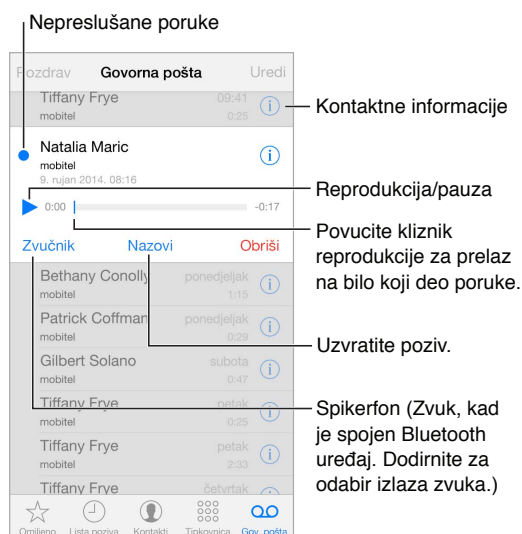 Nepreslušane poruke
Pozdrav Govorna pošta Uredi
Tiffany Frye 09:41
mobitel 0:25
Kontaktne informacije
Natalia Maric
mobitel
9. rujan 2014. 08:16
Reprodukcija/pauza
0:00 -0:17
Povucite kliznik
reprodukcije za prelaz
na bilo koji deo poruke.
Zvučnik Nazovi Obriši
Bethany Conolly ponedjeljak
mobitel 1:15
Patrick Coffman ponedjeljak
mobitel 0:29
Uzvratite poziv.
Gilbert Solano subota
mobitel 0:47
Tiffany Frye petak
mobitel 0:25
Spikerfon (Zvuk, kad
je spojen Bluetooth
uređaj. Dodirnite za
odabir izlaza zvuka.)
Tiffany Frye petak
mobitel 2:33
Tiffany Frye četvrtak
Omiljeno Lista poziva Kontakti Tipkovnica Gov. pošta